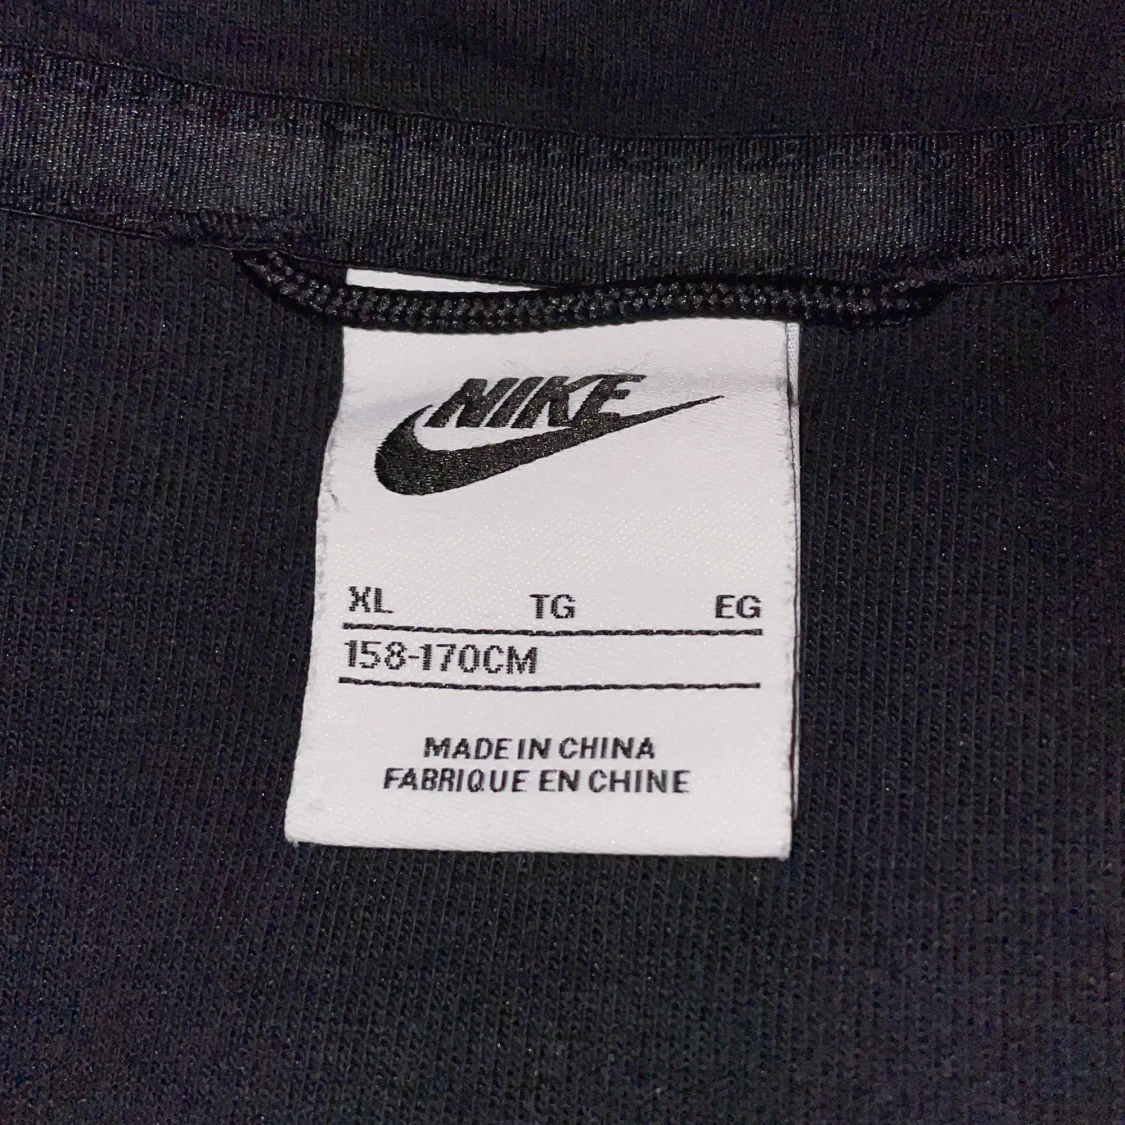 NIKE
XL TG EG
158-170CM
MADE IN CHINA
FABRIQUE EN CHINE